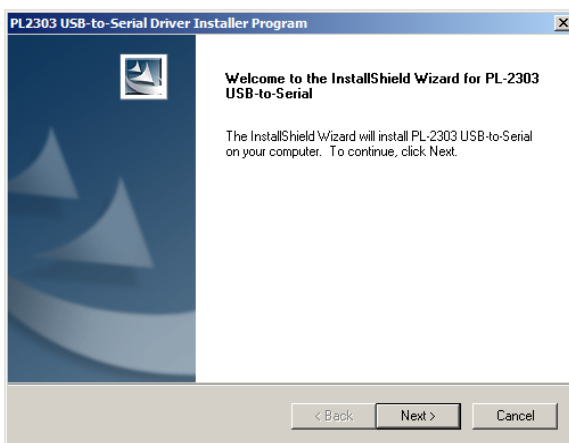 PL2303 USB-to-Serial Driver Installer Program
Welcome to the InstallShield Wizard for PL-2303
USB-to-Serial
The InstallShield Wizard will install PL-2303 USB-to-Serial
on your computer. To continue, click Next.
< Back
Next >
Cancel